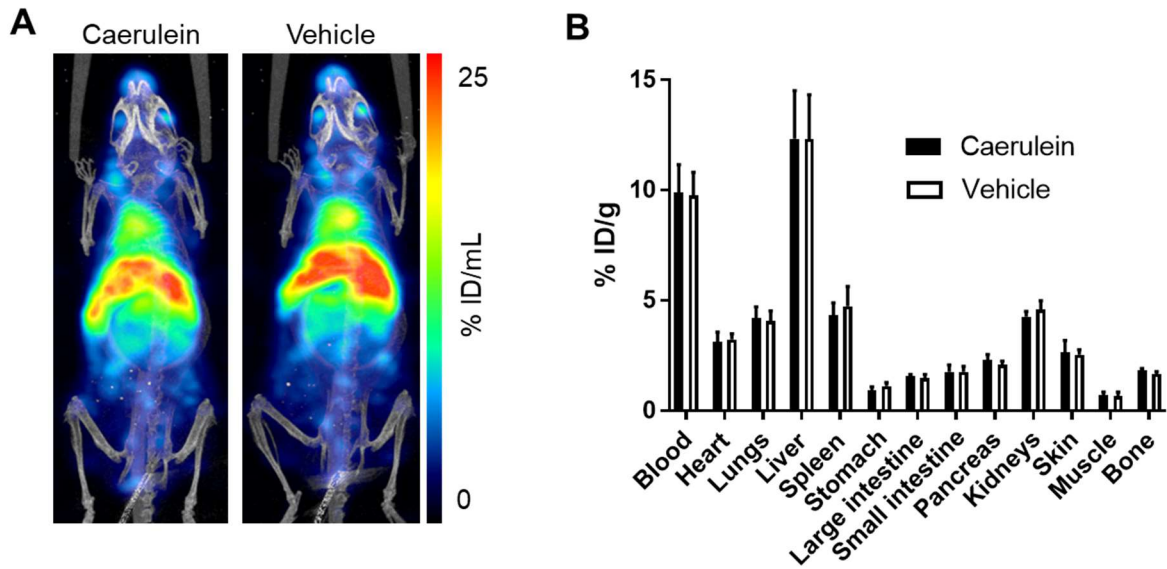 A
Caerulein
Vehicle
25
% ID/mL
0
B
15
10
5
0
% ID/g
Caerulein
Vehicle
Blood
Heart
Lungs
Liver
Spleen
Stomach
Large intestine
Small intestine
Pancreas
Kidneys
Skin
Muscle
Bone